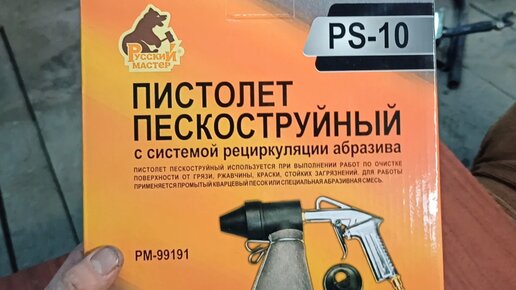 РУССКИЙ
МАСТЕР
PS-10
ПИСТОЛЕТ
ПЕСКОСТРУЙНЫЙ
с системой рециркуляции абразива
ПИСТОЛЕТ ПЕСКОСТРУЙНЫЙ ИСПОЛЬЗУЕТСЯ ПРИ ВЫПОЛНЕНИИ РАБОТ ПО ОЧИСТКЕ
ПОВЕРХНОСТИ ОТ ГРЯЗИ, РЖАВЧИНЫ, КРАСКИ, СТОЙКИХ ЗАГРЯЗНЕНИЙ. ДЛЯ РАБОТЫ
ПРИМЕНЯЕТСЯ ПРОМЫТЫЙ КВАРЦЕВЫЙ ПЕСОК ИЛИ СПЕЦИАЛЬНАЯ АБРАЗИВНАЯ СМЕСЬ.
РМ-99191